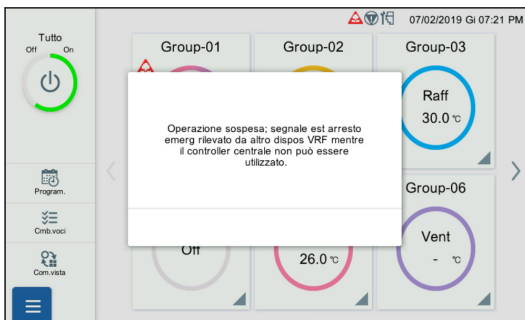 07/02/2019 Gi 07:21 PM
Tutto
Off On
Group-01
Group-02
Group-03
Raff
30.0 °C
Operazione sospesa; segnale est arresto
emerg rilevato da altro dispos VRF mentre
il controller centrale non può essere
utilizzato.
Program.
Cmb.voci
Com.vista
Group-06
Off
26.0 °C
Vent
- °C